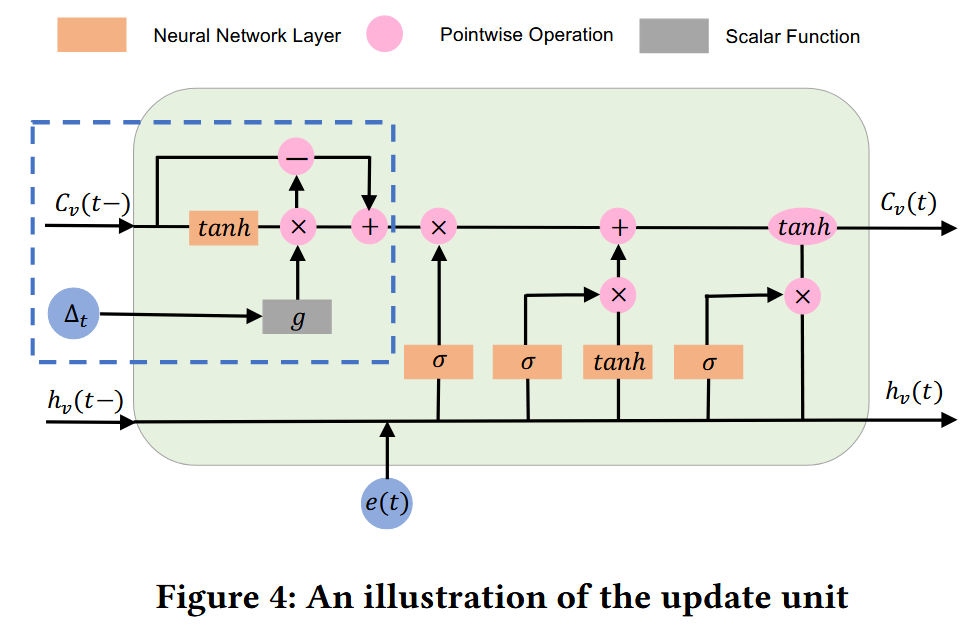 Neural Network Layer Pointwise Operation Scalar Function
−
C_v(t−) tanh × + × + tanh C_v(t)
Δ_t g × ×
σ σ tanh σ
h_v(t−) h_v(t)
e(t)
Figure 4: An illustration of the update unit